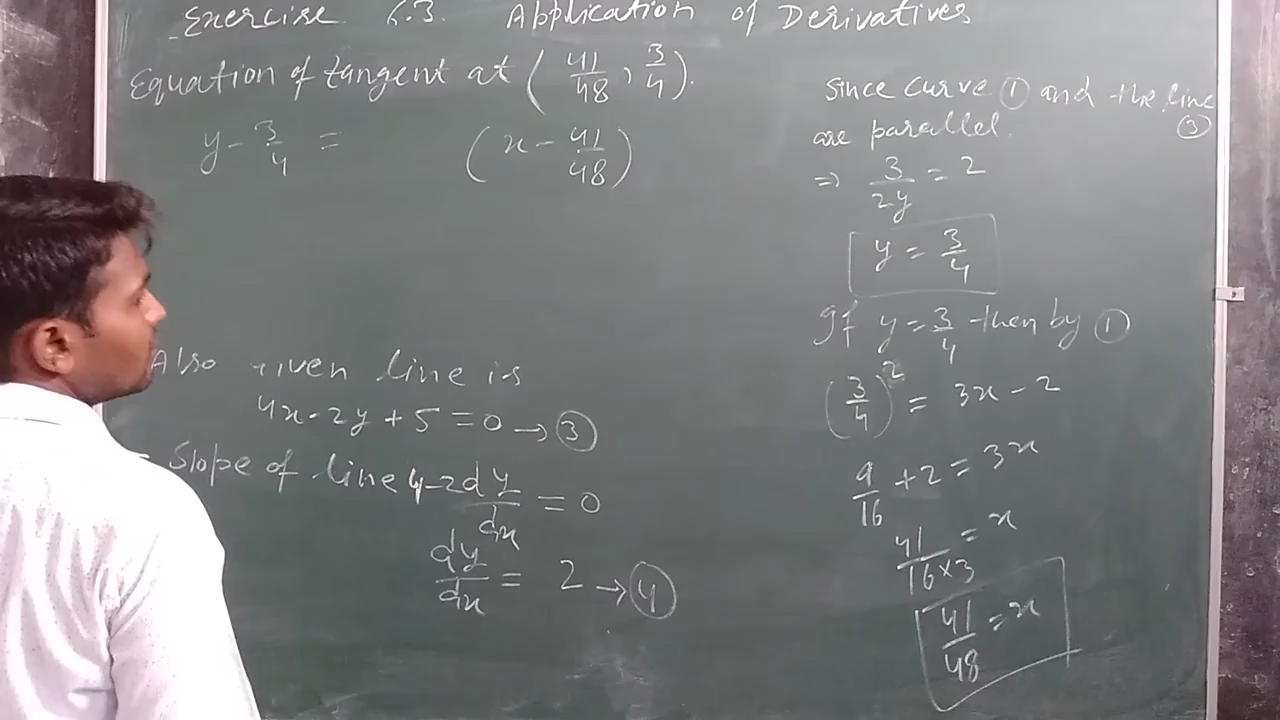 Exercise 6.3. Application of Derivatives
Equation of tangent at (41/48, 3/4).
y - 3/4 = (x - 41/48)
Also given line is
4x - 2y + 5 = 0 → ③
Slope of line 4 - 2dy/dx = 0
dy/dx = 2 → ④
Since curve ① and the line ③
are parallel.
⇒ 3/2y = 2
y = 3/4
If y = 3/4 then by ①
(3/4)² = 3x - 2
9/16 + 2 = 3x
41/16×3 = x
41/48 = x